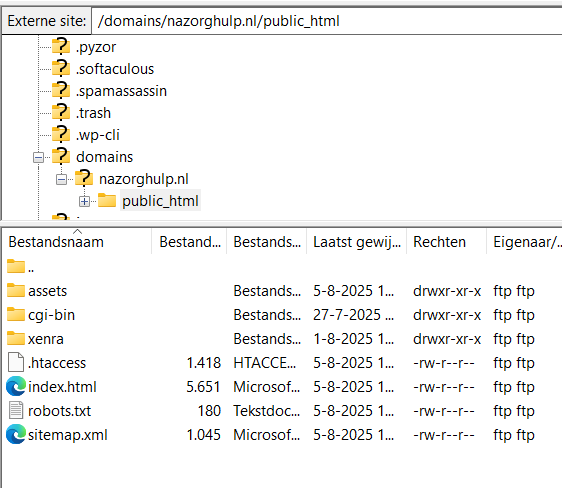 Externe site: /domains/nazorghulp.nl/public_html
.pyzor
.softaculous
.spamassassin
.trash
.wp-cli
domains
nazorghulp.nl
public_html
Bestandsnaam Bestand... Bestands... Laatst gewij... Rechten Eigenaar/...
..
assets Bestands... 5-8-2025 1... drwxr-xr-x ftp ftp
cgi-bin Bestands... 27-7-2025 ... drwxr-xr-x ftp ftp
xenra Bestands... 1-8-2025 1... drwxr-xr-x ftp ftp
.htaccess 1.418 HTACCE... 5-8-2025 1... -rw-r--r-- ftp ftp
index.html 5.651 Microsof... 5-8-2025 1... -rw-r--r-- ftp ftp
robots.txt 180 Tekstdoc... 5-8-2025 1... -rw-r--r-- ftp ftp
sitemap.xml 1.045 Microsof... 5-8-2025 1... -rw-r--r-- ftp ftp